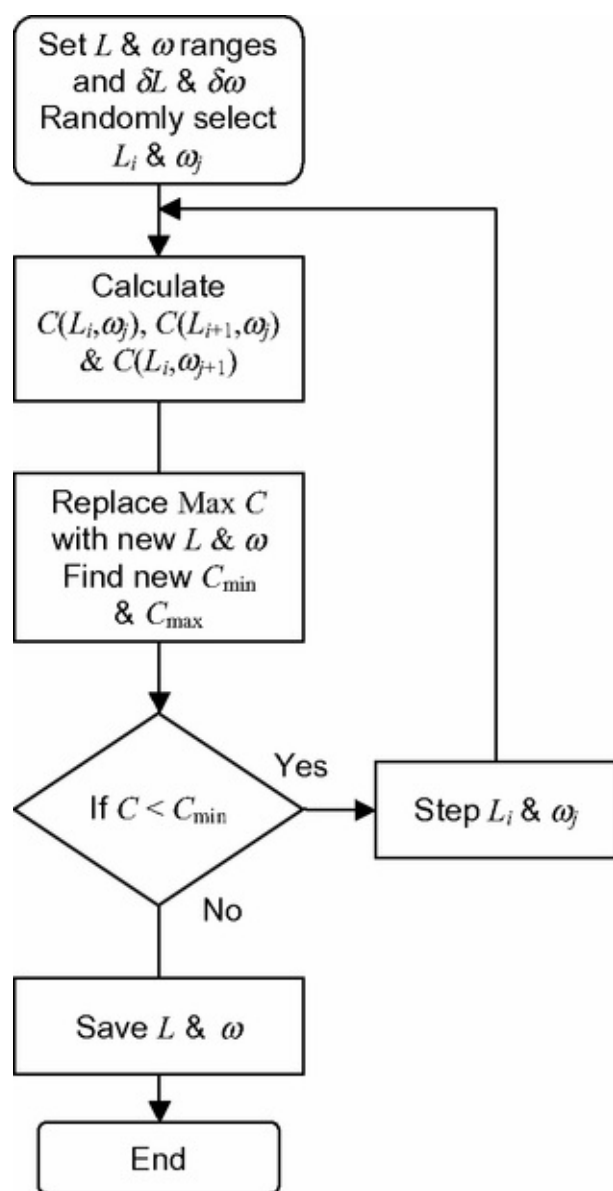 Set L & ω ranges
and δL & δω
Randomly select
Lᵢ & ωⱼ
Calculate
C(Lᵢ,ωⱼ), C(Lᵢ₊₁,ωⱼ)
& C(Lᵢ,ωⱼ₊₁)
Replace Max C
with new L & ω
Find new Cmin
& Cmax
If C < Cmin
Yes
Step Lᵢ & ωⱼ
No
Save L & ω
End